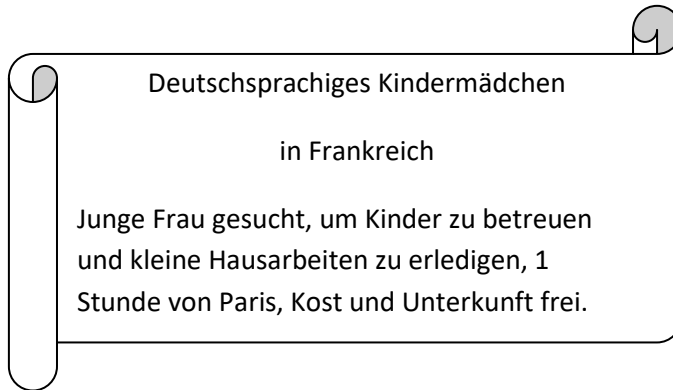 Deutschsprachiges Kindermädchen
in Frankreich
Junge Frau gesucht, um Kinder zu betreuen
und kleine Hausarbeiten zu erledigen, 1
Stunde von Paris, Kost und Unterkunft frei.